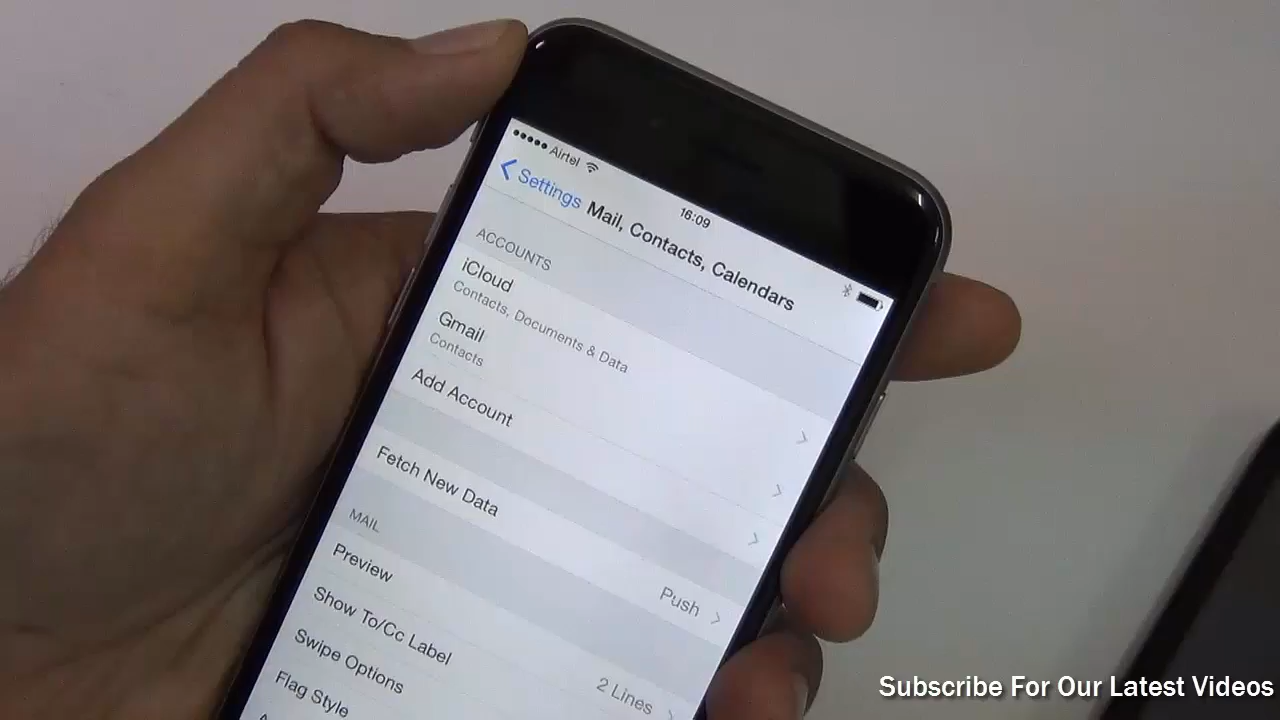 Airtel
16:09
Settings Mail, Contacts, Calendars
ACCOUNTS
iCloud
Contacts, Documents & Data
Gmail
Contacts
Add Account
Fetch New Data
Push
MAIL
Preview
2 Lines
Show To/Cc Label
Swipe Options
Flag Style
Subscribe For Our Latest Videos